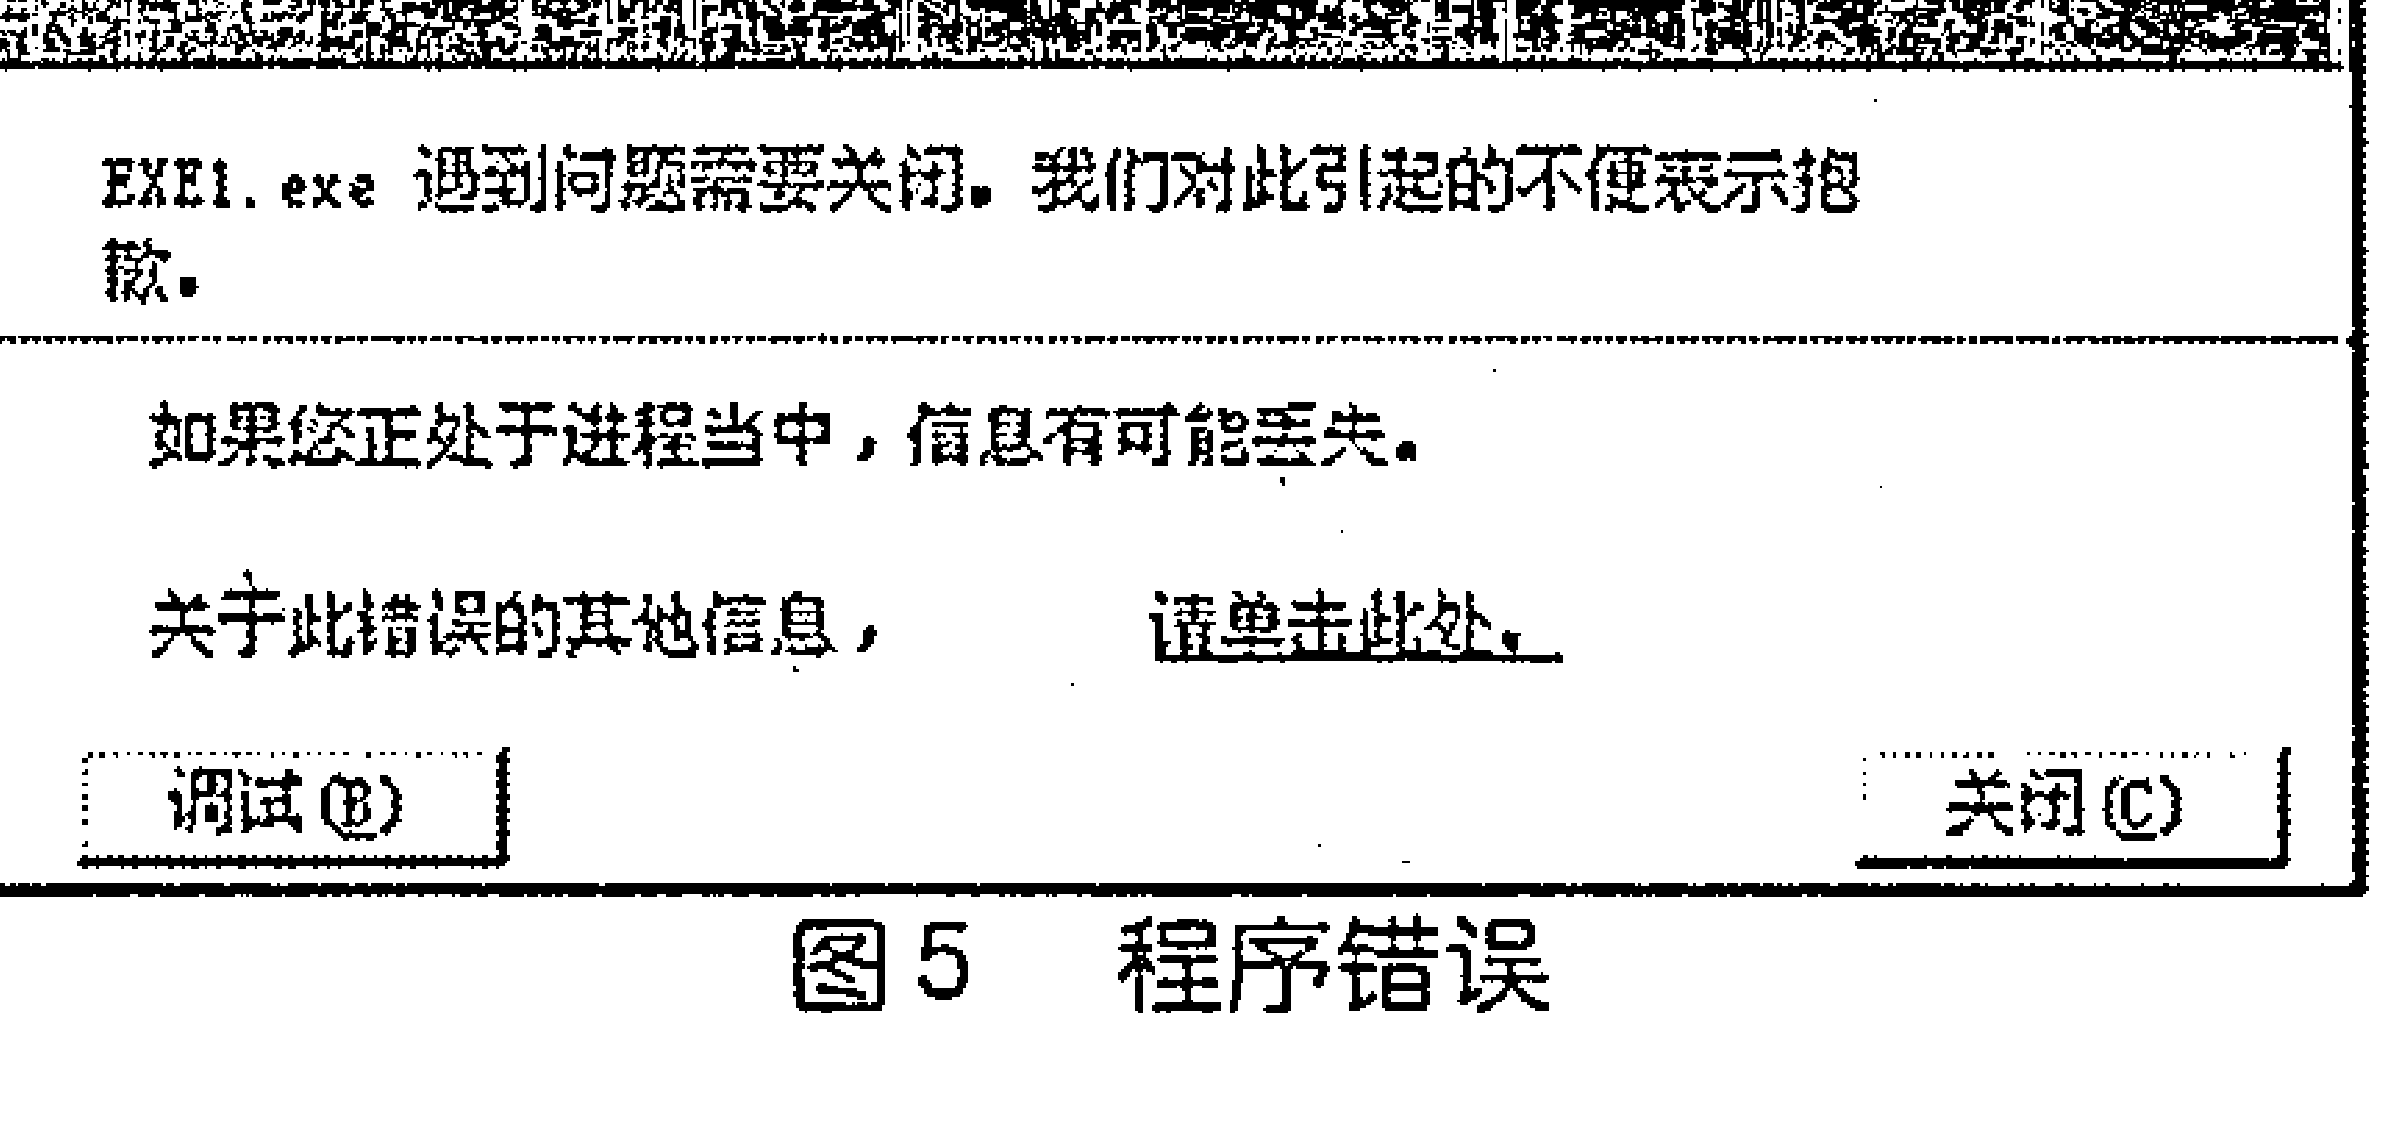 EXE1.exe 遇到问题需要关闭。我们对此引起的不便表示抱
歉。
如果您正处于进程当中，信息有可能丢失。
关于此错误的其他信息， 请单击此处。
调试(B) 关闭(C)
图5 程序错误